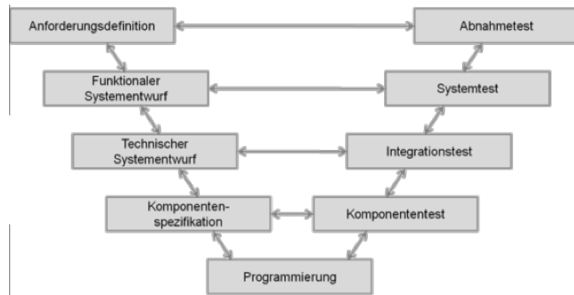 Anforderungsdefinition
Abnahmetest
Funktionaler
Systementwurf
Systemtest
Technischer
Systementwurf
Integrationstest
Komponenten-
spezifikation
Komponententest
Programmierung